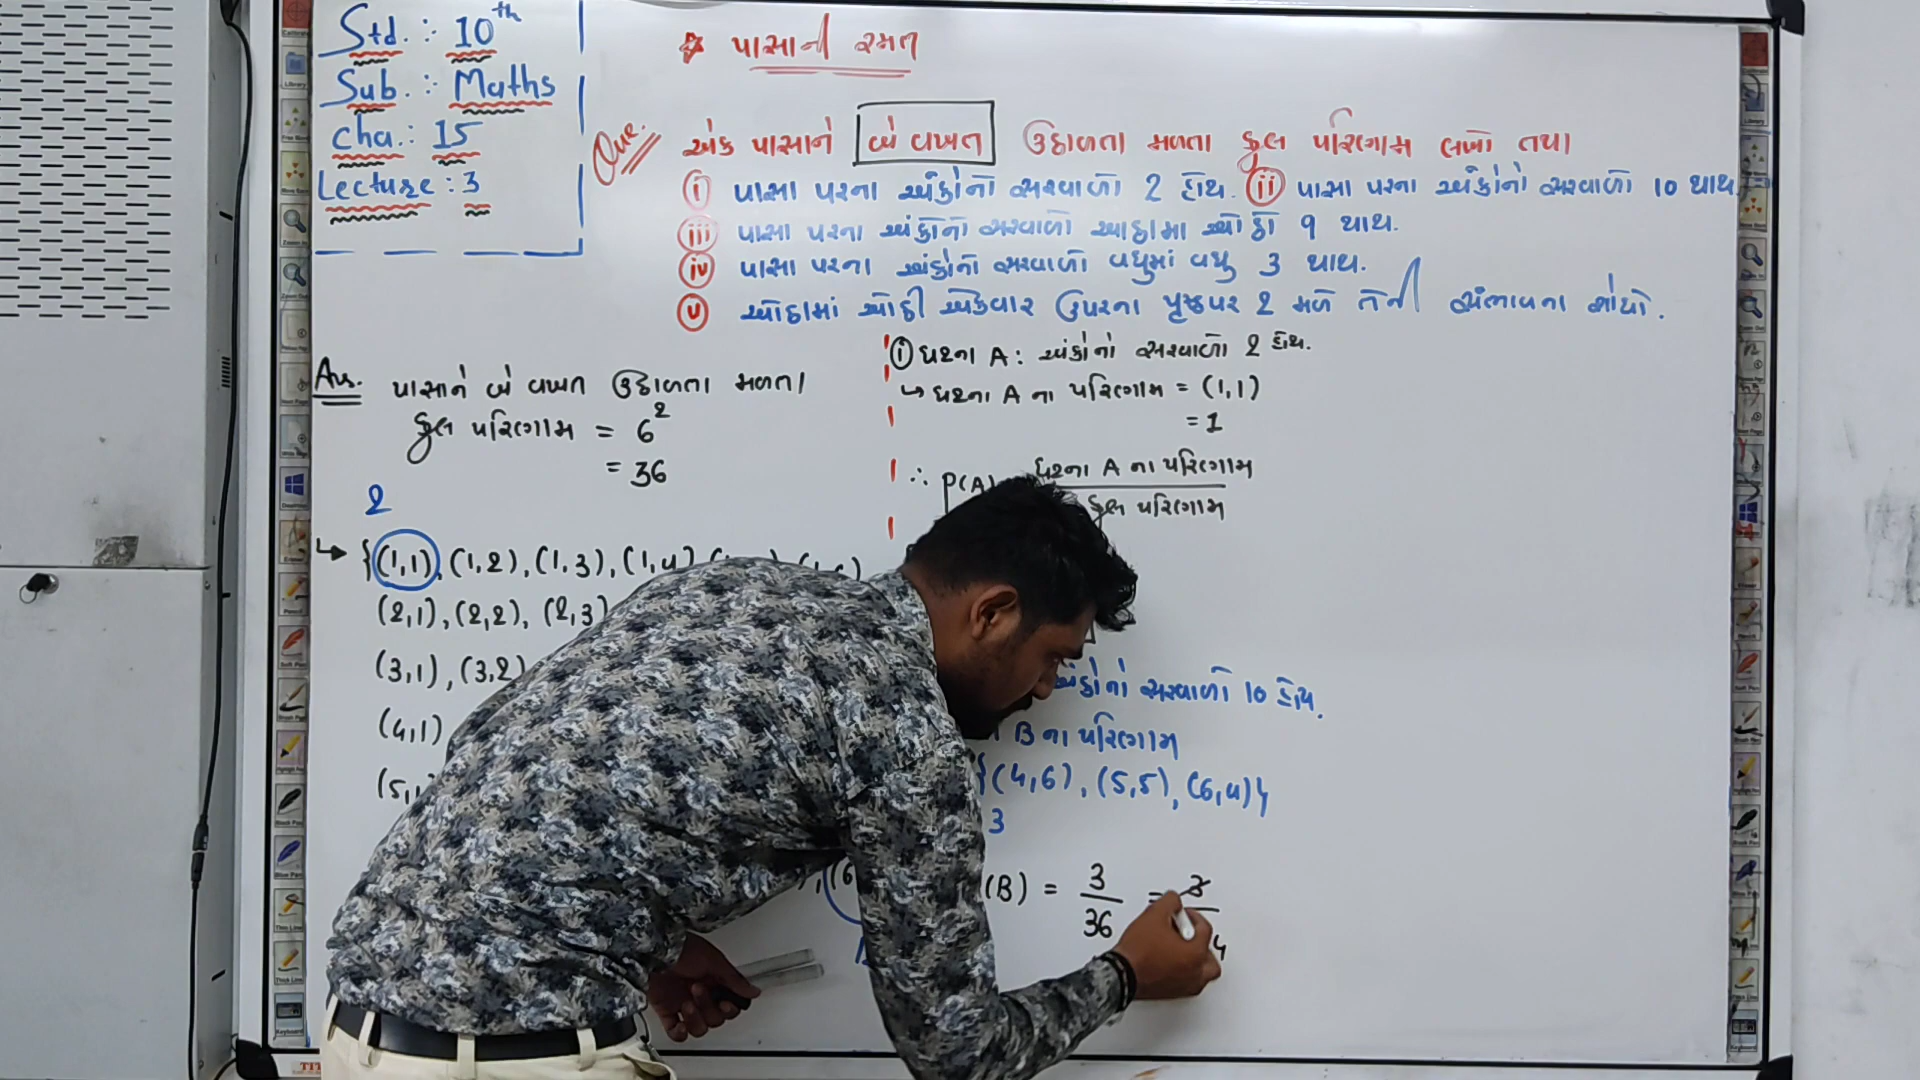 Std. : 10th
Sub. : Maths
Cha. : 15
Lecture : 3
☆ પાસાની રમત
Que. એક પાસાને બે વખત ઉછાળતા મળતા કુલ પરિણામ લખો તથા
(i) પાસા પરના અંકોનો સરવાળો 2 હોય. (ii) પાસા પરના અંકોનો સરવાળો 10 થાય
(iii) પાસા પરના અંકોનો સરવાળો ઓછામા ઓછો 9 થાય.
(iv) પાસા પરના અંકોનો સરવાળો વધુમાં વધુ 3 થાય.
(v) ઓછામાં ઓછી એકવાર ઉપરના પૃષ્ઠપર 2 મળે તેની સંભાવના શોધો.
Ans. પાસાને બે વખત ઉછાળતા મળતા
કુલ પરિણામ = 6²
= 36
2
→ {(1,1), (1,2), (1,3), (1,4)
(2,1), (2,2), (2,3)
(3,1), (3,2)
(4,1)
(5,
(i) ઘટના A : અંકોનો સરવાળો 2 હોય.
↳ ઘટના A ના પરિણામ = (1,1)
= 1
∴ P(A) ઘટના A ના પરિણામ
કુલ પરિણામ
અંકોનો સરવાળો 10 હોય.
B ના પરિણામ
{(4,6), (5,5), (6,4)}
3
(B) = 3/36 = 3